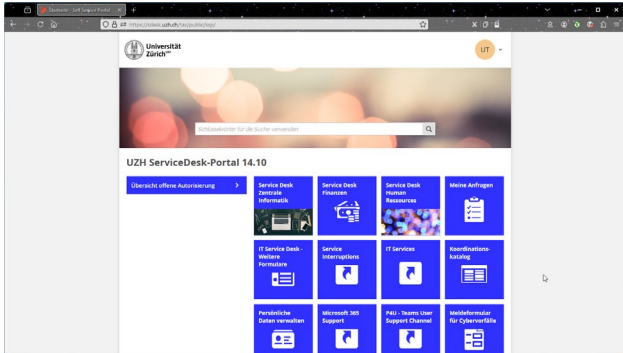 Startseite - Self Service Portal
https://sdesk.uzh.ch/tas/public/ssp/
Universität
Zürich UZH
UT
Schlüsselwörter für die Suche verwenden
UZH ServiceDesk-Portal 14.10
Übersicht offene Autorisierung
Service Desk
Zentrale
Informatik
Service Desk
Finanzen
Service Desk
Human
Ressources
Meine Anfragen
IT Service Desk -
Weitere
Formulare
Service
Interruptions
IT Services
Koordinations-
katalog
Persönliche
Daten verwalten
Microsoft 365
Support
P4U - Teams User
Support Channel
Meldeformular
für Cybervorfälle